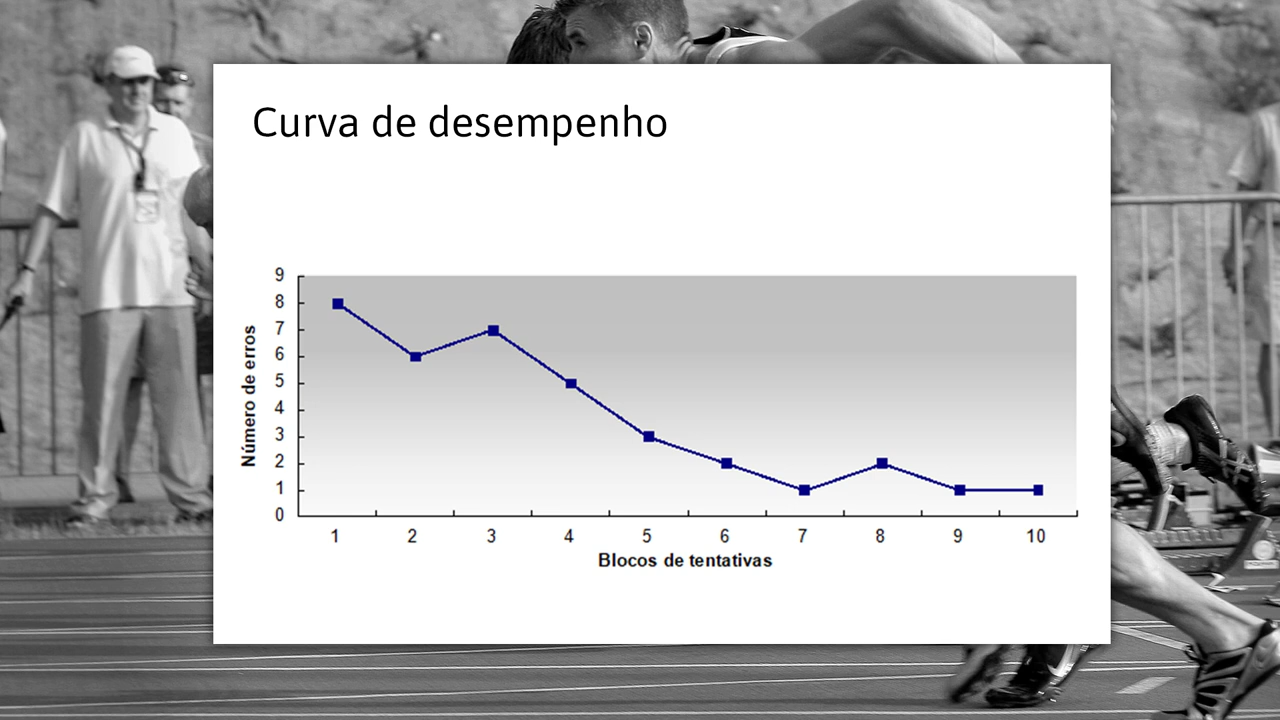 Curva de desempenho
9
8
7
6
5
4
3
2
1
0
Número de erros
1 2 3 4 5 6 7 8 9 10
Blocos de tentativas